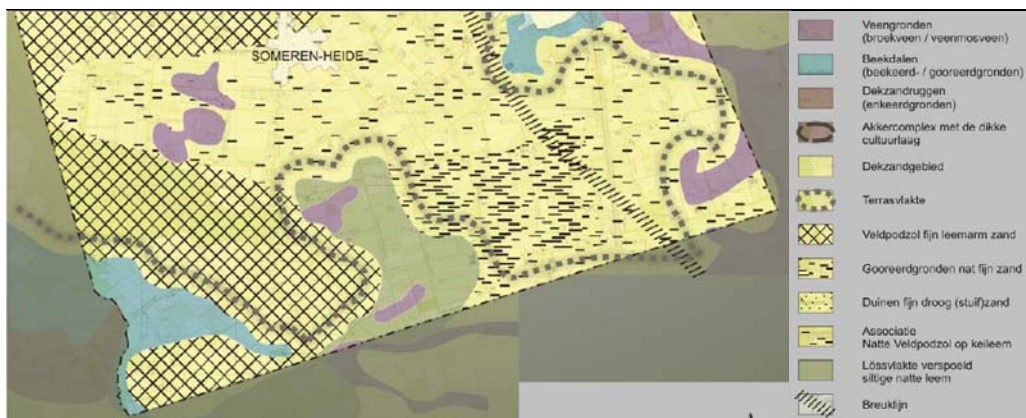 SOMEREN-HEIDE
Veengronden
(broekveen / veenmosveen)
Beekdalen
(beekeerd- / gooreerdgronden)
Dekzandruggen
(enkeerdgronden)
Akkercomplex met de dikke
cultuurlaag
Dekzandgebied
Terrasvlakte
Veldpodzol fijn leemarm zand
Gooreerdgronden nat fijn zand
Duinen fijn droog (stuif)zand
Associatie
Natte Veldpodzol op keileem
Lössvlakte verspoeld
siltige natte leem
Breuklijn